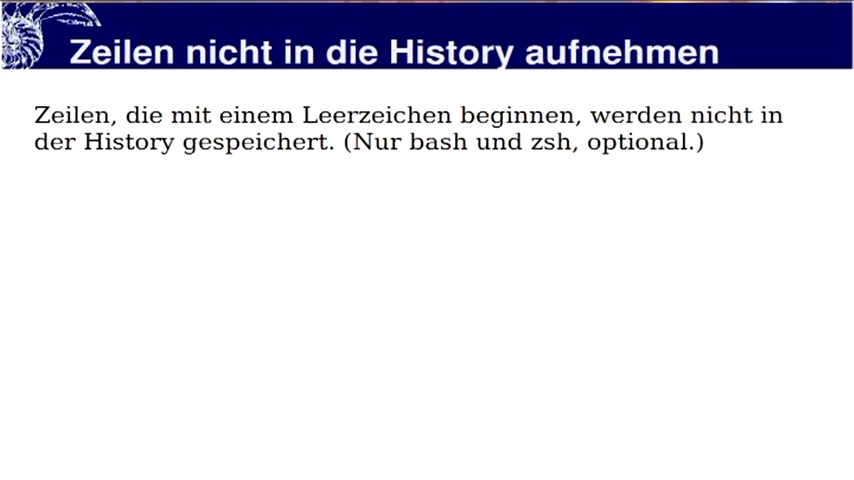 Zeilen nicht in die History aufnehmen
Zeilen, die mit einem Leerzeichen beginnen, werden nicht in
der History gespeichert. (Nur bash und zsh, optional.)